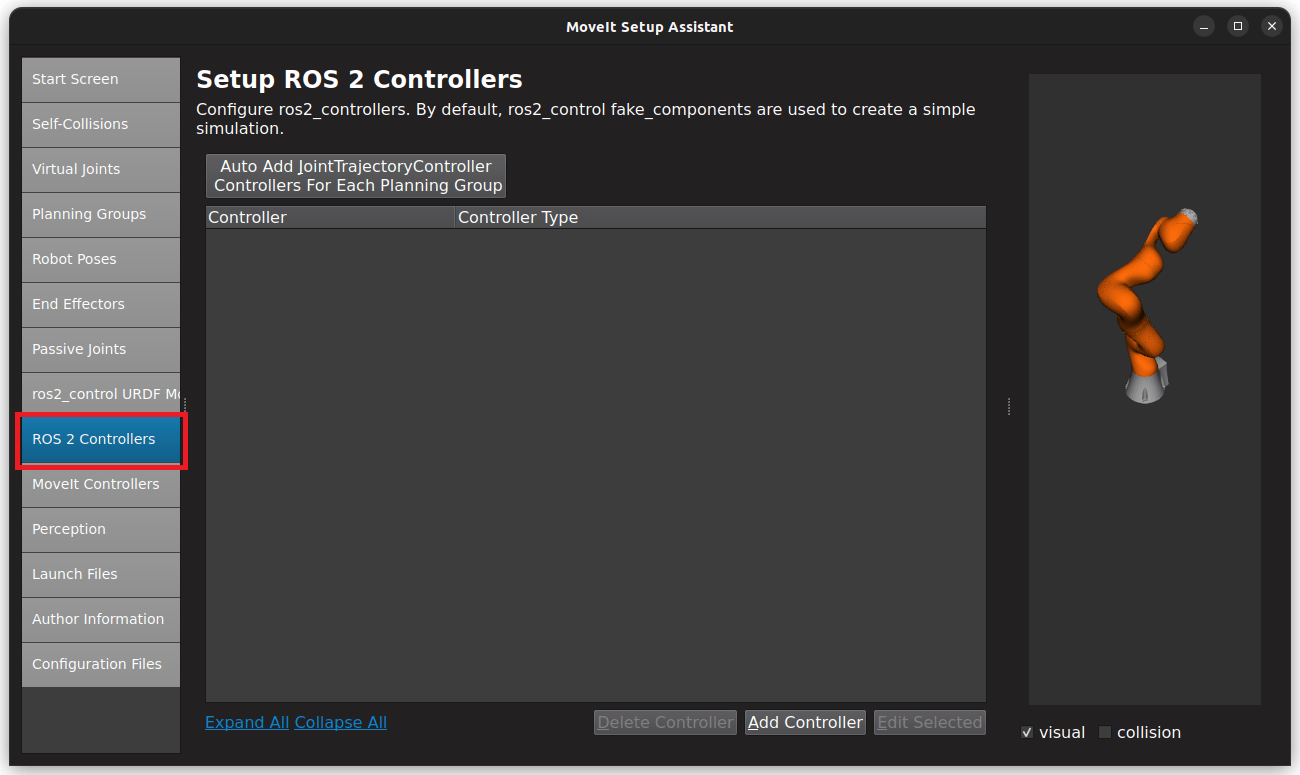 MoveIt Setup Assistant
Start Screen
Self-Collisions
Virtual Joints
Planning Groups
Robot Poses
End Effectors
Passive Joints
ros2_control URDF Mo
ROS 2 Controllers
MoveIt Controllers
Perception
Launch Files
Author Information
Configuration Files
Setup ROS 2 Controllers
Configure ros2_controllers. By default, ros2_control fake_components are used to create a simple
simulation.
Auto Add JointTrajectoryController
Controllers For Each Planning Group
Controller Controller Type
Expand All Collapse All Delete Controller Add Controller Edit Selected
visual collision